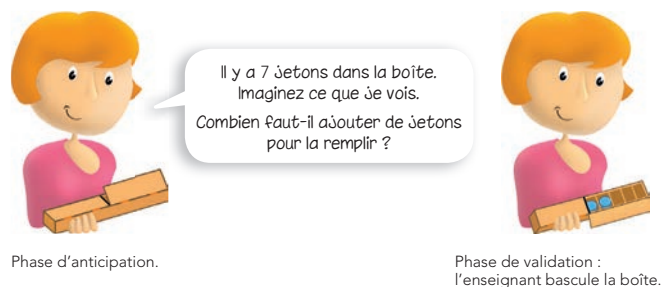 Il y a 7 jetons dans la boîte.
Imaginez ce que je vois.
Combien faut-il ajouter de jetons
pour la remplir ?
Phase d’anticipation.
Phase de validation :
l’enseignant bascule la boîte.